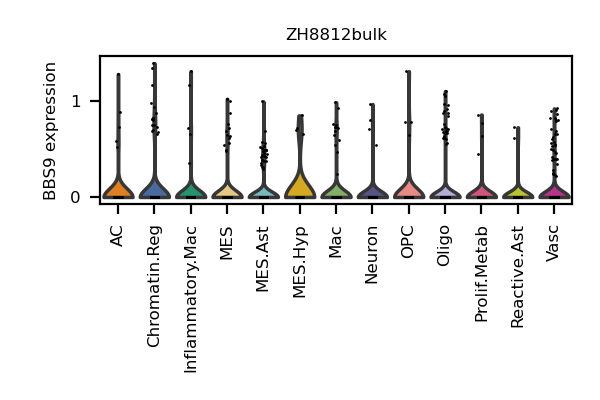 ZH8812bulk
BBS9 expression
1
0
AC
Chromatin.Reg
Inflammatory.Mac
MES
MES.Ast
MES.Hyp
Mac
Neuron
OPC
Oligo
Prolif.Metab
Reactive.Ast
Vasc